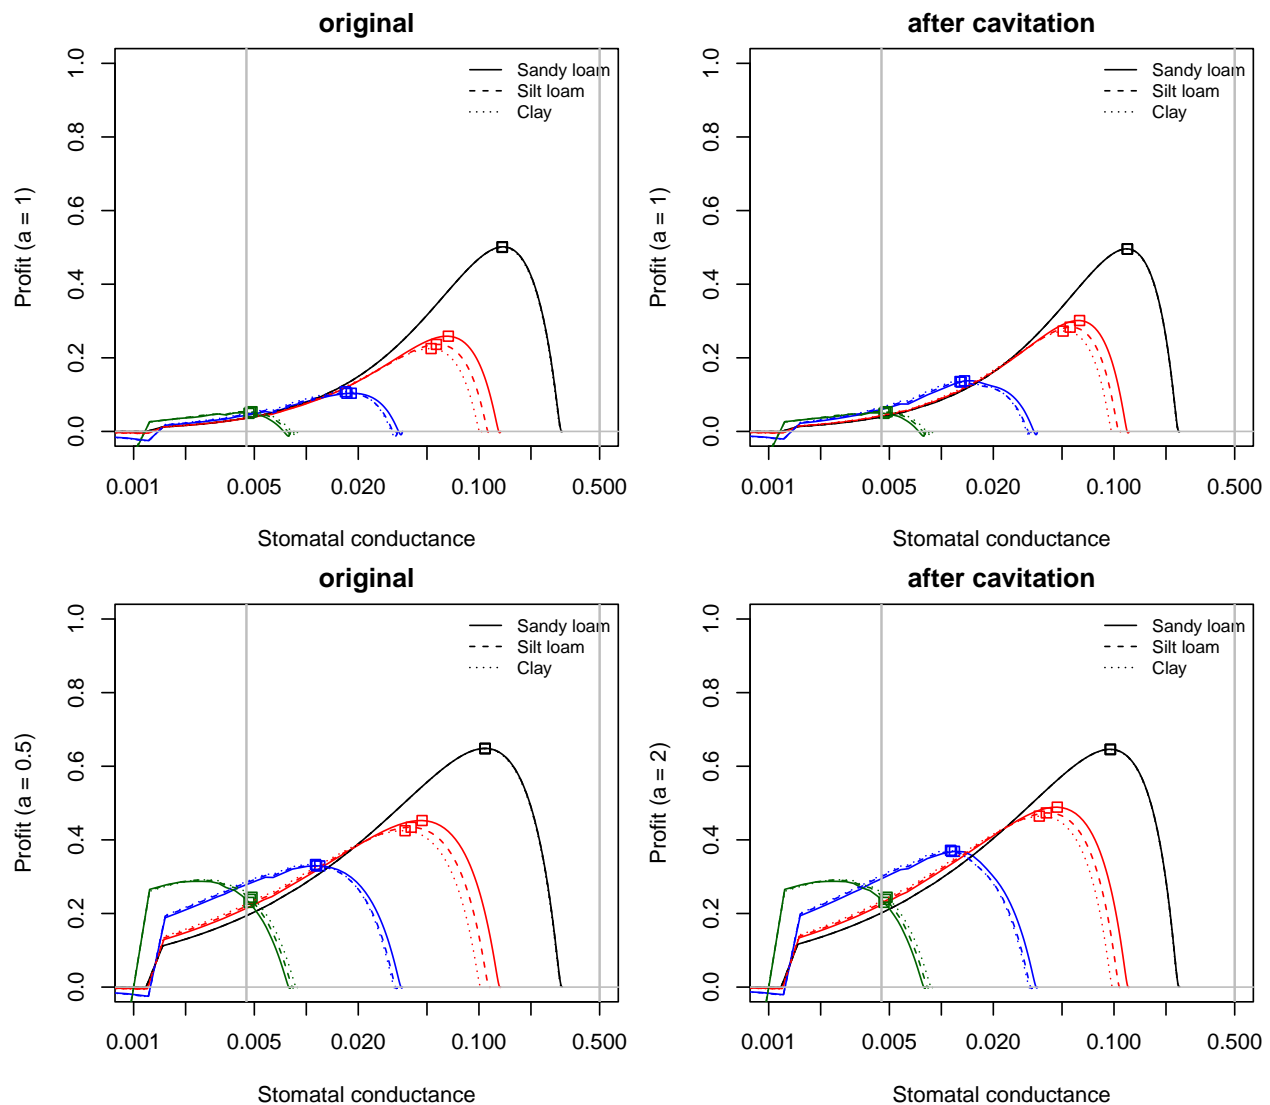 original
Profit (a = 1)
1.0
0.8
0.6
0.4
0.2
0.0
Sandy loam
Silt loam
Clay
0.001 0.005 0.020 0.100 0.500
Stomatal conductance
after cavitation
Profit (a = 1)
1.0
0.8
0.6
0.4
0.2
0.0
Sandy loam
Silt loam
Clay
0.001 0.005 0.020 0.100 0.500
Stomatal conductance
original
Profit (a = 0.5)
1.0
0.8
0.6
0.4
0.2
0.0
Sandy loam
Silt loam
Clay
0.001 0.005 0.020 0.100 0.500
Stomatal conductance
after cavitation
Profit (a = 2)
1.0
0.8
0.6
0.4
0.2
0.0
Sandy loam
Silt loam
Clay
0.001 0.005 0.020 0.100 0.500
Stomatal conductance